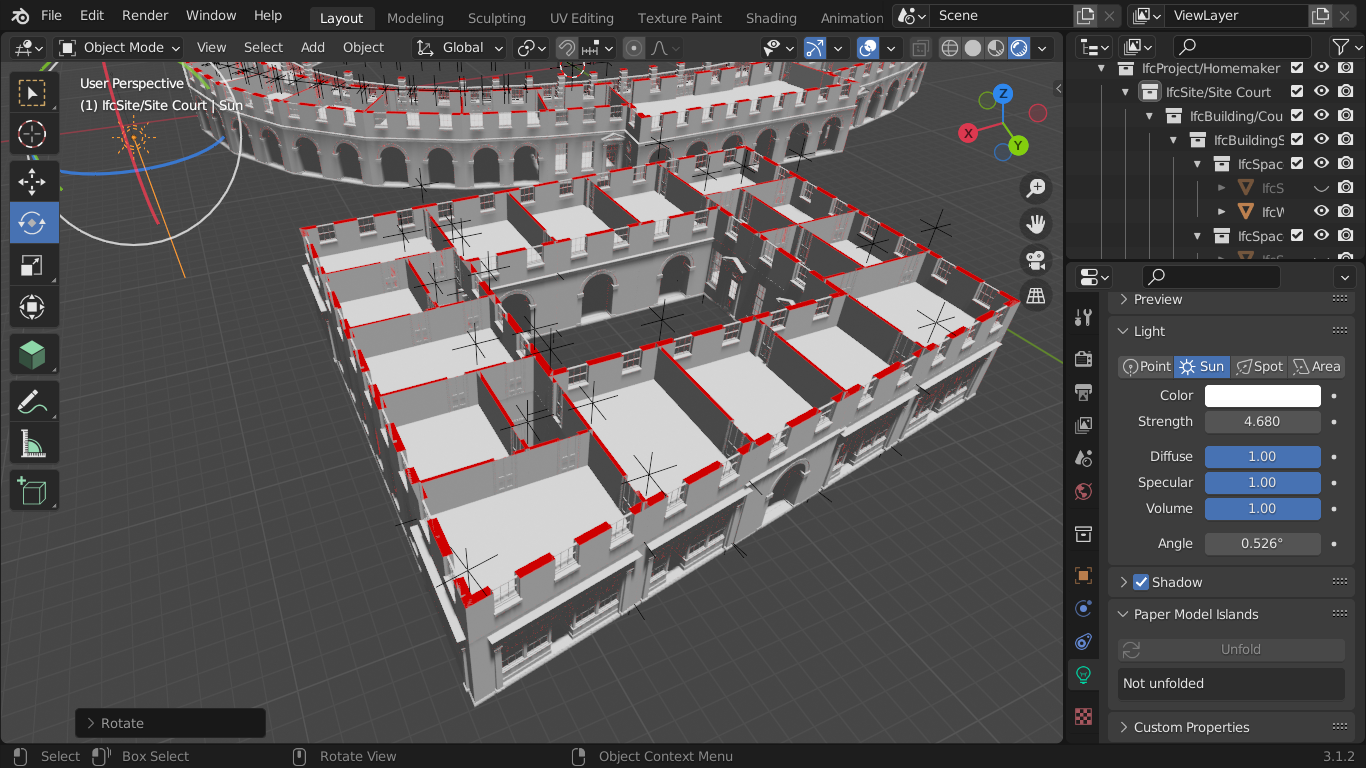 File Edit Render Window Help Layout Modeling Sculpting UV Editing Texture Paint Shading Animation Scene ViewLayer
Object Mode View Select Add Object Global
User Perspective
(1) IfcSite/Site Court | Sun
Z
X
Y
IfcProject/Homemaker
IfcSite/Site Court
IfcBuilding/Cou
IfcBuildingS
IfcSpac
IfcS
IfcW
IfcSpac
Preview
Light
Point Sun Spot Area
Color
Strength 4.680
Diffuse 1.00
Specular 1.00
Volume 1.00
Angle 0.526°
Shadow
Paper Model Islands
Unfold
Not unfolded
Custom Properties
Rotate
Select Box Select Rotate View Object Context Menu 3.1.2